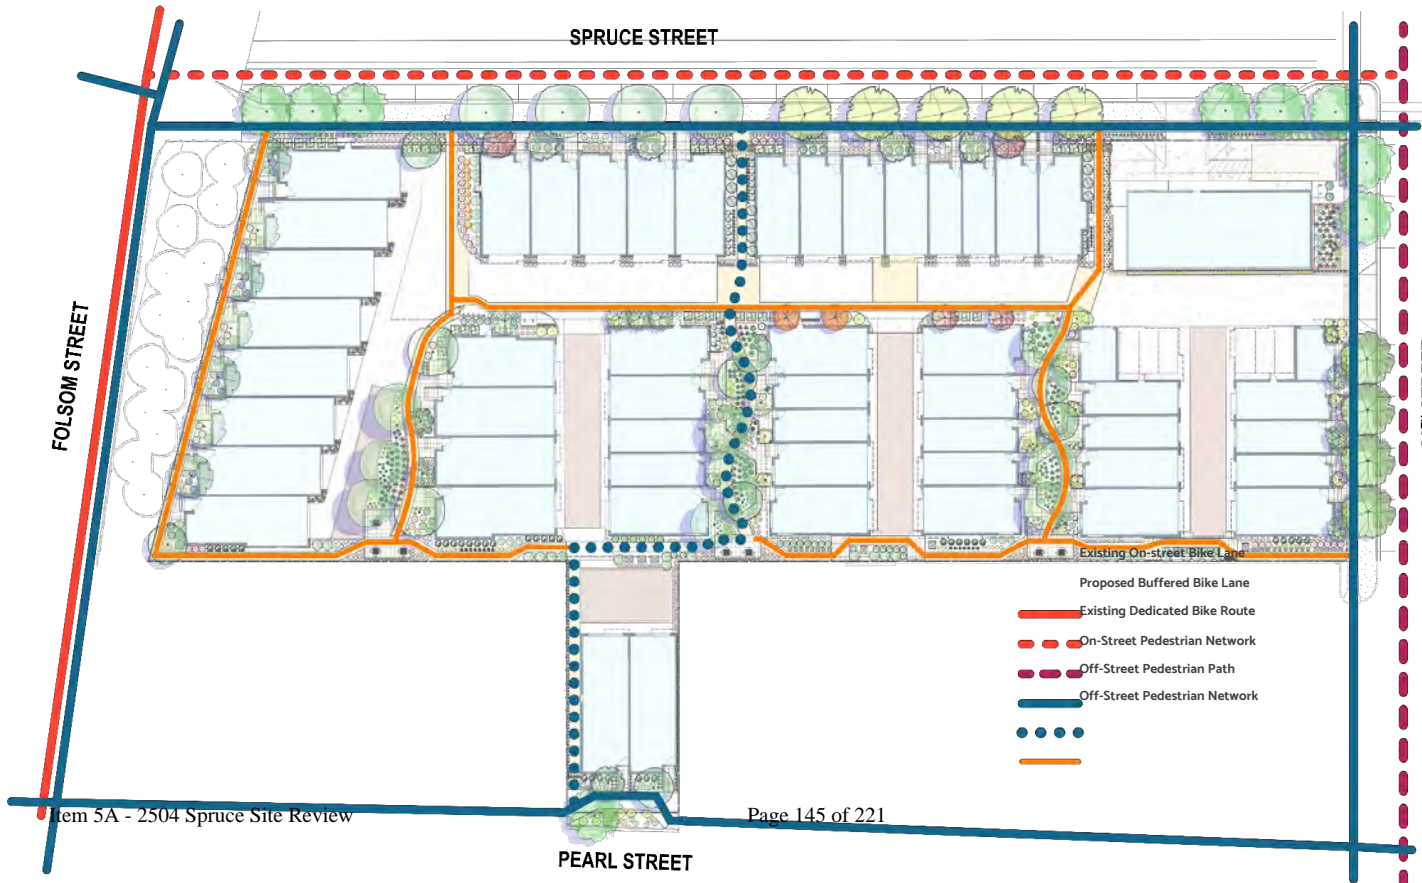 SPRUCE STREET
FOLSOM STREET
Existing On-street Bike Lane
Proposed Buffered Bike Lane
Existing Dedicated Bike Route
On-Street Pedestrian Network
Off-Street Pedestrian Path
Off-Street Pedestrian Network
Item 5A - 2504 Spruce Site Review
Page 145 of 221
PEARL STREET